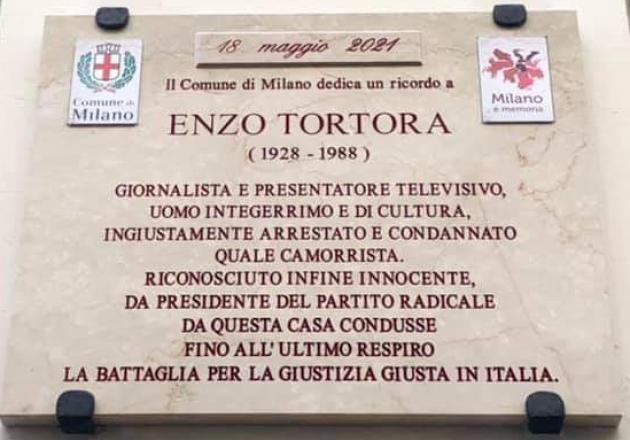 18 maggio 2021
Comune di
Milano
Milano
e memoria
Il Comune di Milano dedica un ricordo a
ENZO TORTORA
( 1928 - 1988 )
GIORNALISTA E PRESENTATORE TELEVISIVO,
UOMO INTEGERRIMO E DI CULTURA,
INGIUSTAMENTE ARRESTATO E CONDANNATO
QUALE CAMORRISTA.
RICONOSCIUTO INFINE INNOCENTE,
DA PRESIDENTE DEL PARTITO RADICALE
DA QUESTA CASA CONDUSSE
FINO ALL' ULTIMO RESPIRO
LA BATTAGLIA PER LA GIUSTIZIA GIUSTA IN ITALIA.